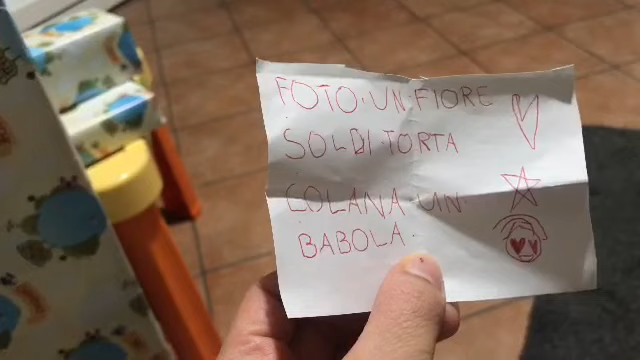 FOTO. UN. FIORE
SOLDI. TORTA
COLANA UN.
BABOLA.